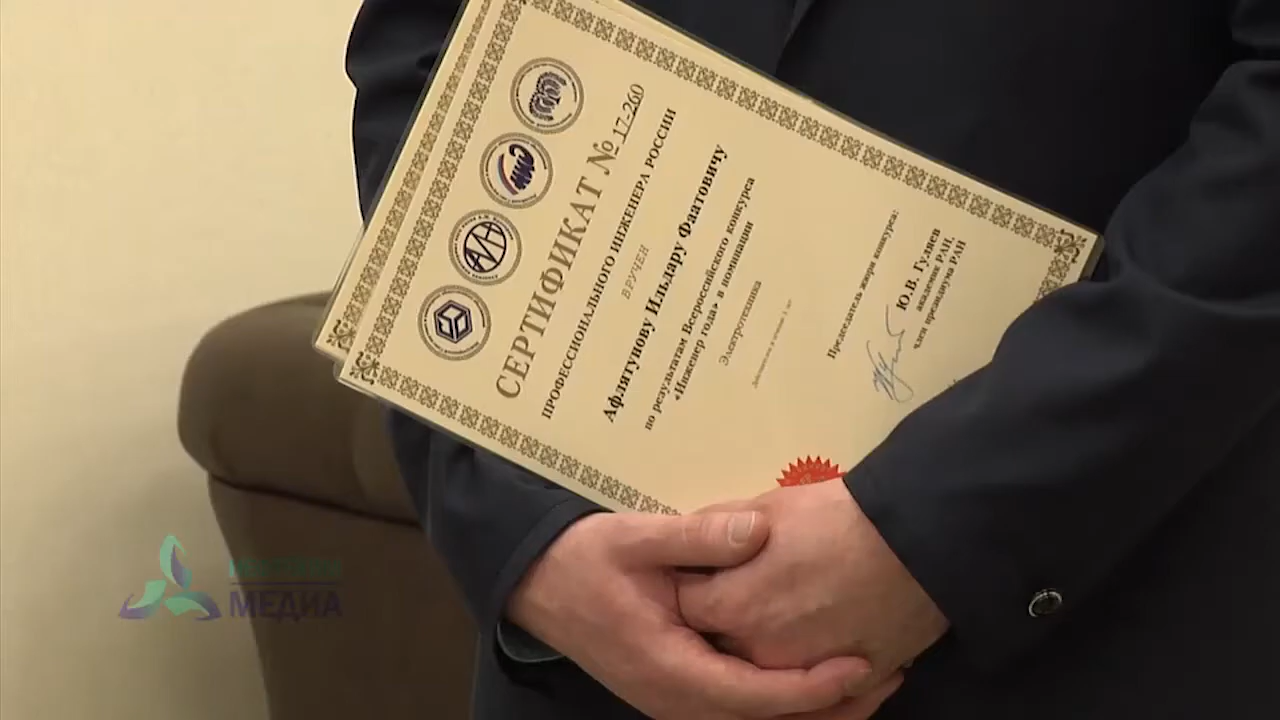 СЕРТИФИКАТ № 17-260
ПРОФЕССИОНАЛЬНОГО ИНЖЕНЕРА РОССИИ
ВРУЧЕН
Афлятунову Ильдару Фаатовичу
по результатам Всероссийского конкурса
«Инженер года» в номинации
Электротехника
Председатель жюри конкурса:
Ю.В. Гуляев
академик РАН,
член президиума РАН
МЕДИА